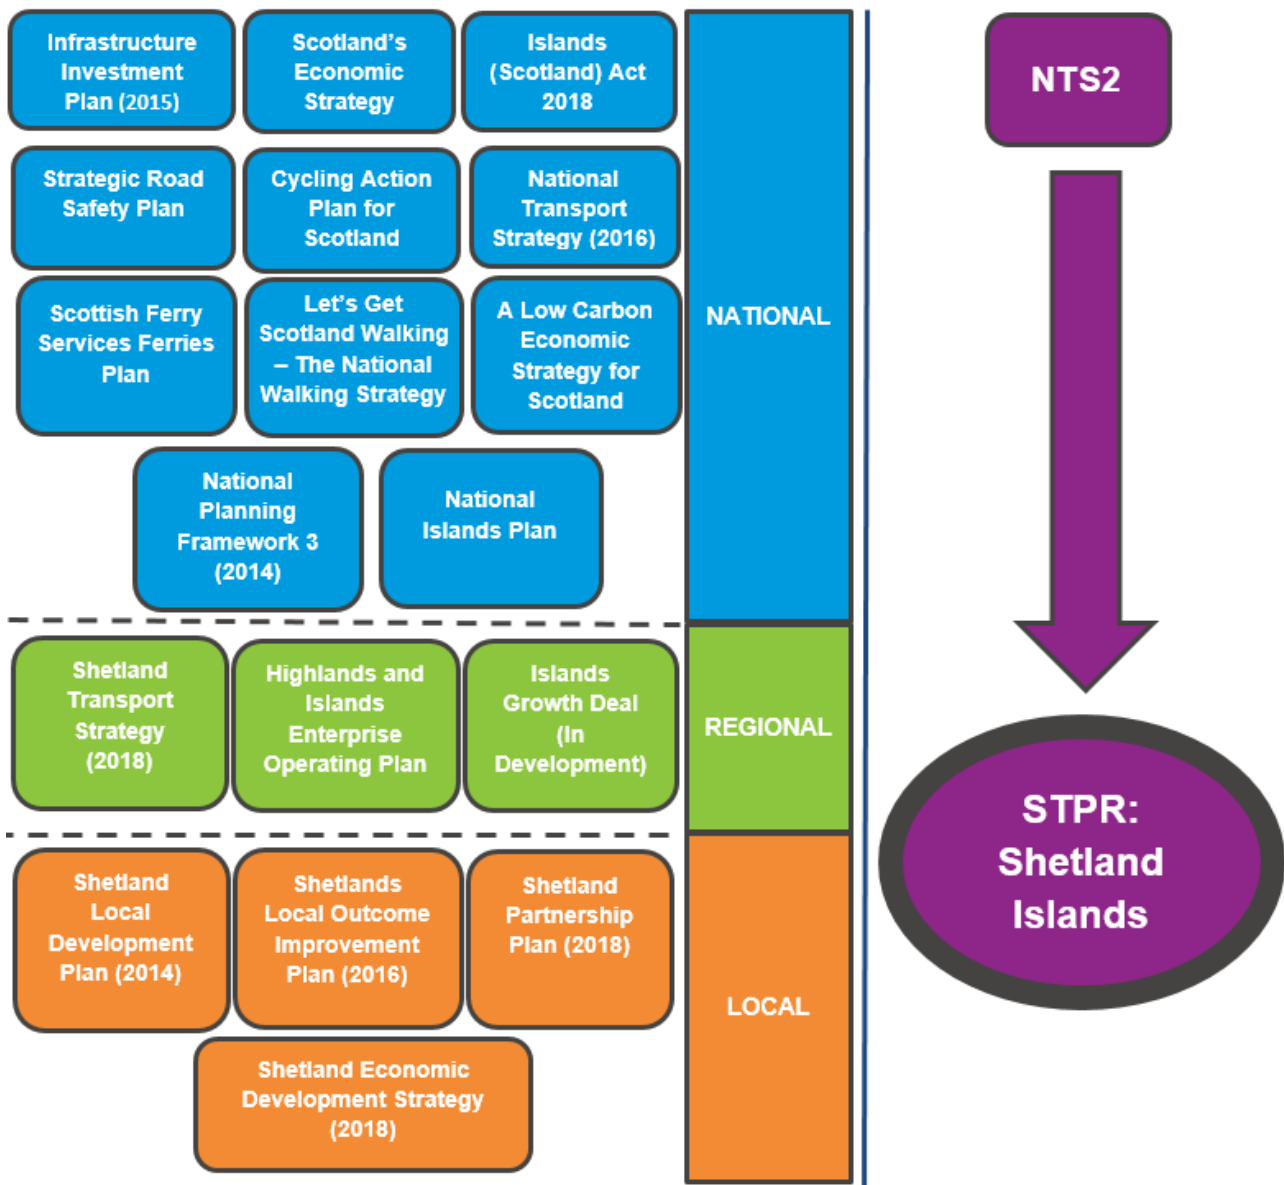 Infrastructure
Investment
Plan (2015)
Scotland's
Economic
Strategy
Islands
(Scotland) Act
2018
Strategic Road
Safety Plan
Cycling Action
Plan for
Scotland
National
Transport
Strategy (2016)
Scottish Ferry
Services Ferries
Plan
Let's Get
Scotland Walking
– The National
Walking Strategy
A Low Carbon
Economic
Strategy for
Scotland
National
Planning
Framework 3
(2014)
National
Islands Plan
NATIONAL
Shetland
Transport
Strategy
(2018)
Highlands and
Islands
Enterprise
Operating Plan
Islands
Growth Deal
(In
Development)
REGIONAL
Shetland
Local
Development
Plan (2014)
Shetlands
Local Outcome
Improvement
Plan (2016)
Shetland
Partnership
Plan (2018)
Shetland Economic
Development Strategy
(2018)
LOCAL
NTS2
STPR:
Shetland
Islands